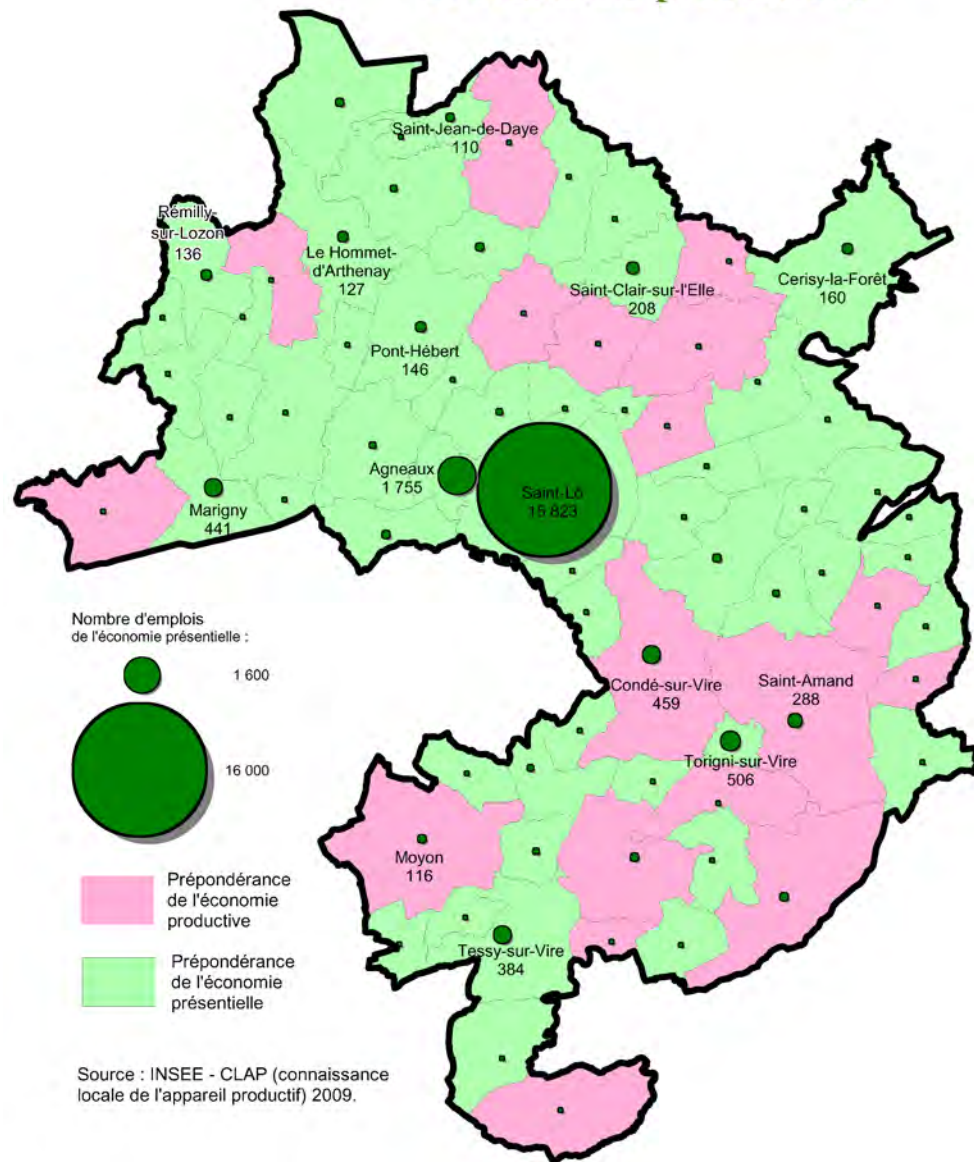 Saint-Jean-de-Daye
110
Rémilly-
sur-Lozon
136
Le Hommet-
d'Arthenay
127
Saint-Clair-sur-l'Elle
208
Cerisy-la-Forêt
160
Pont-Hébert
146
Agneaux
1 755
Saint-Lô
15 823
Marigny
441
Nombre d'emplois
de l'économie présentielle :
1 600
16 000
Condé-sur-Vire
459
Saint-Amand
288
Torigni-sur-Vire
506
Moyon
116
Tessy-sur-Vire
384
Prépondérance
de l'économie
productive
Prépondérance
de l'économie
présentielle
Source : INSEE - CLAP (connaissance
locale de l'appareil productif) 2009.